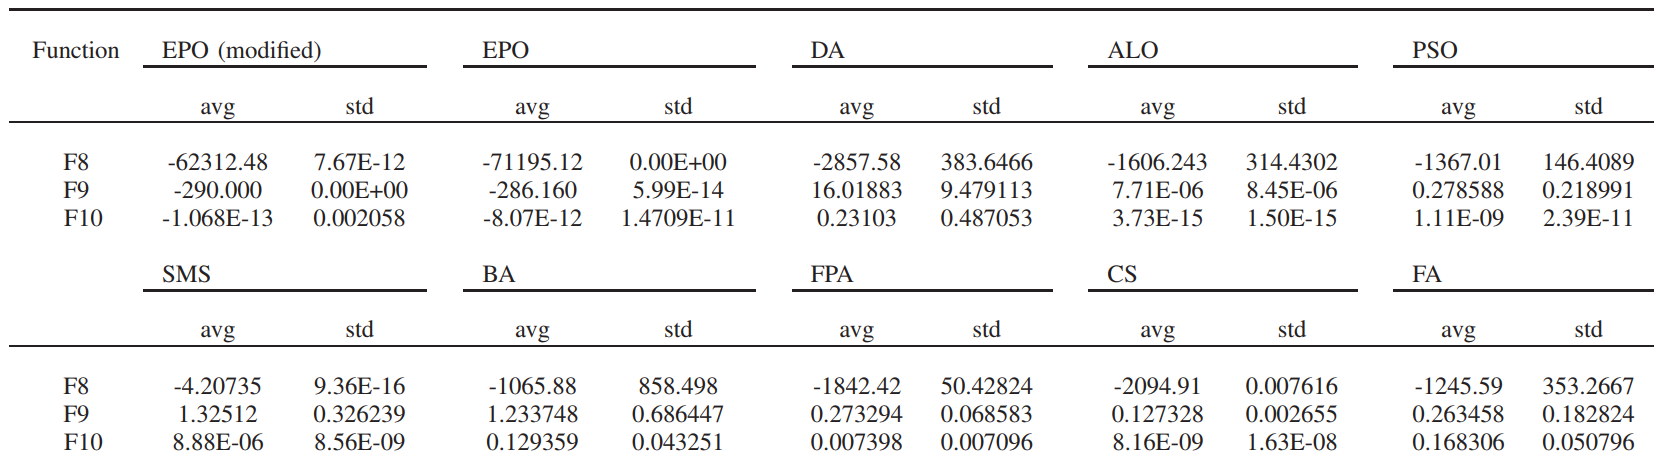 Function EPO (modified) EPO DA ALO PSO
avg std avg std avg std avg std avg std
F8 -62312.48 7.67E-12 -71195.12 0.00E+00 -2857.58 383.6466 -1606.243 314.4302 -1367.01 146.4089
F9 -290.000 0.00E+00 -286.160 5.99E-14 16.01883 9.479113 7.71E-06 8.45E-06 0.278588 0.218991
F10 -1.068E-13 0.002058 -8.07E-12 1.4709E-11 0.23103 0.487053 3.73E-15 1.50E-15 1.11E-09 2.39E-11
SMS BA FPA CS FA
avg std avg std avg std avg std avg std
F8 -4.20735 9.36E-16 -1065.88 858.498 -1842.42 50.42824 -2094.91 0.007616 -1245.59 353.2667
F9 1.32512 0.326239 1.233748 0.686447 0.273294 0.068583 0.127328 0.002655 0.263458 0.182824
F10 8.88E-06 8.56E-09 0.129359 0.043251 0.007398 0.007096 8.16E-09 1.63E-08 0.168306 0.050796